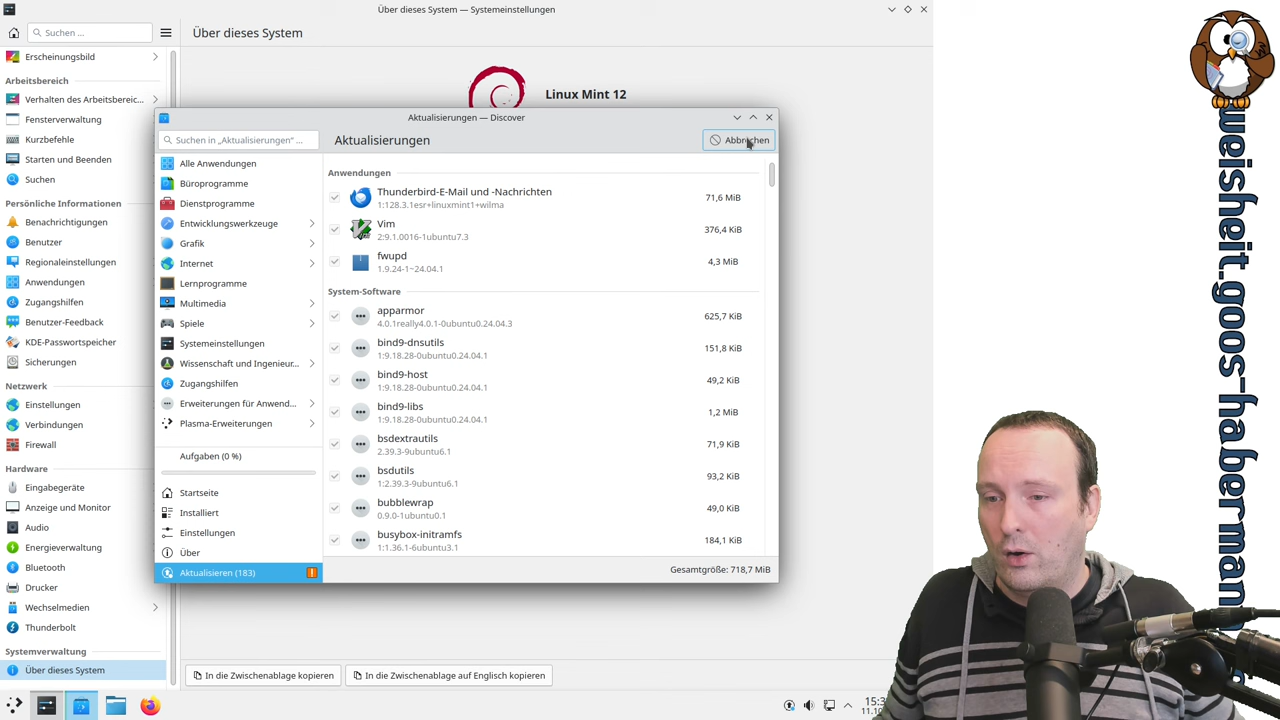 Über dieses System — Systemeinstellungen
Suchen ...
Über dieses System
Erscheinungsbild
Arbeitsbereich
Verhalten des Arbeitsbereic...
Fensterverwaltung
Kurzbefehle
Starten und Beenden
Suchen
Persönliche Informationen
Benachrichtigungen
Benutzer
Regionaleinstellungen
Anwendungen
Zugangshilfen
Benutzer-Feedback
KDE-Passwortspeicher
Sicherungen
Netzwerk
Einstellungen
Verbindungen
Firewall
Hardware
Eingabegeräte
Anzeige und Monitor
Audio
Energieverwaltung
Bluetooth
Drucker
Wechselmedien
Thunderbolt
Systemverwaltung
Über dieses System
Linux Mint 12
Aktualisierungen — Discover
Suchen in „Aktualisierungen“ ...
Aktualisierungen
Abbrechen
Alle Anwendungen
Büroprogramme
Dienstprogramme
Entwicklungswerkzeuge
Grafik
Internet
Lernprogramme
Multimedia
Spiele
Systemeinstellungen
Wissenschaft und Ingenieur...
Zugangshilfen
Erweiterungen für Anwend...
Plasma-Erweiterungen
Aufgaben (0 %)
Startseite
Installiert
Einstellungen
Über
Aktualisieren (183)
Anwendungen
Thunderbird-E-Mail und -Nachrichten
1:128.3.1esr+linuxmint1+wilma
71,6 MiB
Vim
2:9.1.0016-1ubuntu7.3
376,4 KiB
fwupd
1.9.24-1~24.04.1
4,3 MiB
System-Software
apparmor
4.0.1really4.0.1-0ubuntu0.24.04.3
625,7 KiB
bind9-dnsutils
1:9.18.28-0ubuntu0.24.04.1
151,8 KiB
bind9-host
1:9.18.28-0ubuntu0.24.04.1
49,2 KiB
bind9-libs
1:9.18.28-0ubuntu0.24.04.1
1,2 MiB
bsdextrautils
2.39.3-9ubuntu6.1
71,9 KiB
bsdutils
1:2.39.3-9ubuntu6.1
93,2 KiB
bubblewrap
0.9.0-1ubuntu0.1
49,0 KiB
busybox-initramfs
1:1.36.1-6ubuntu3.1
184,1 KiB
Gesamtgröße: 718,7 MiB
In die Zwischenablage kopieren
In die Zwischenablage auf Englisch kopieren
weisheit.goos-haberman